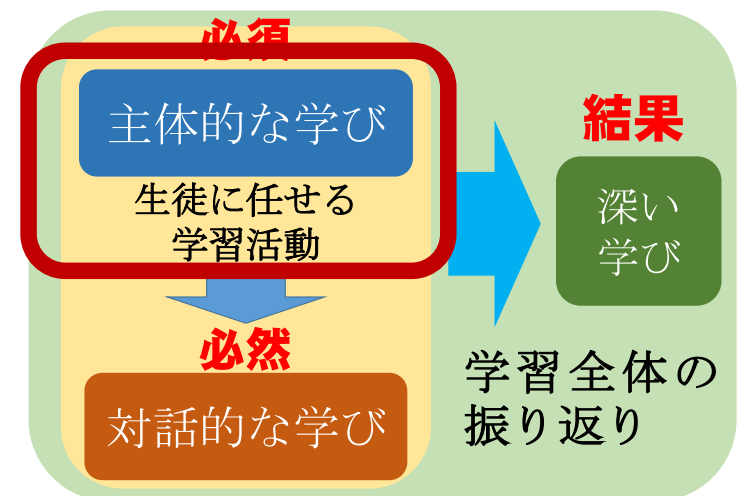 必須
主体的な学び
生徒に任せる
学習活動
必然
対話的な学び
結果
深い
学び
学習全体の
振り返り